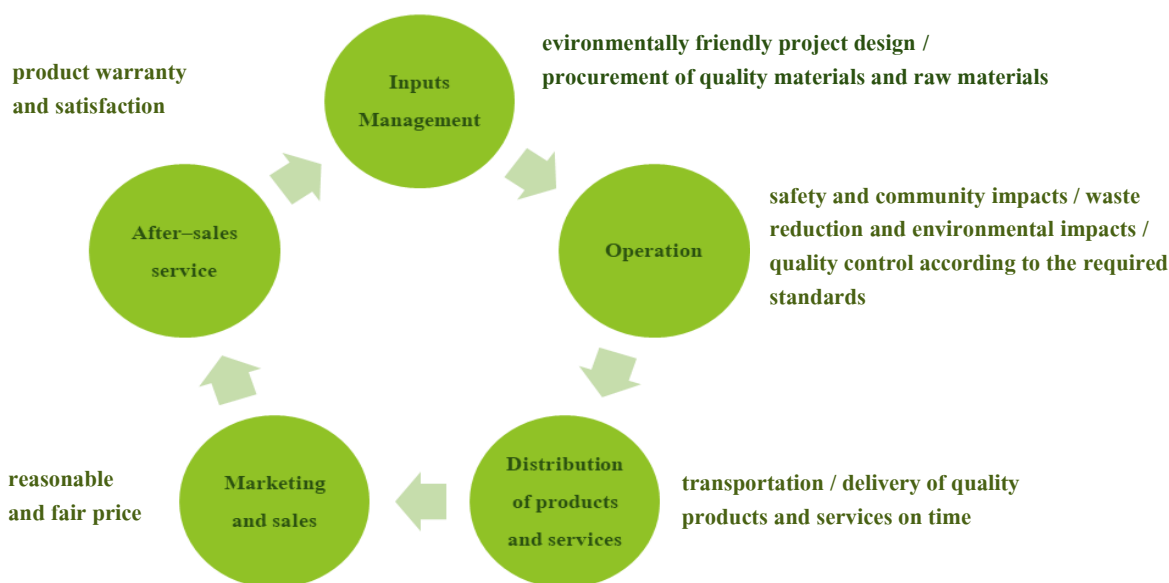 Inputs
Management
evironmentally friendly project design /
procurement of quality materials and raw materials
Operation
safety and community impacts / waste
reduction and environmental impacts /
quality control according to the required
standards
Distribution
of products
and services
transportation / delivery of quality
products and services on time
Marketing
and sales
reasonable
and fair price
After–sales
service
product warranty
and satisfaction